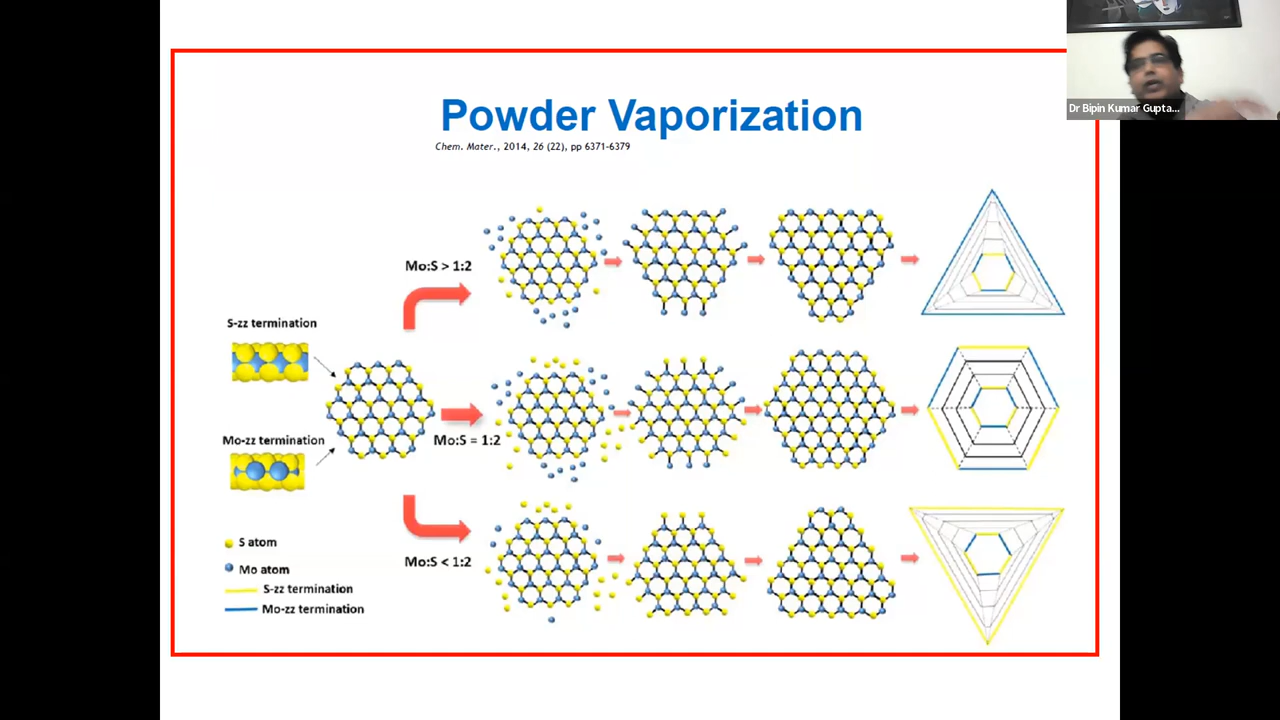 Dr Bipin Kumar Gupta...
Powder Vaporization
Chem. Mater., 2014, 26 (22), pp 6371-6379
Mo:S > 1:2
S-zz termination
Mo-zz termination
Mo:S = 1:2
Mo:S < 1:2
S atom
Mo atom
S-zz termination
Mo-zz termination